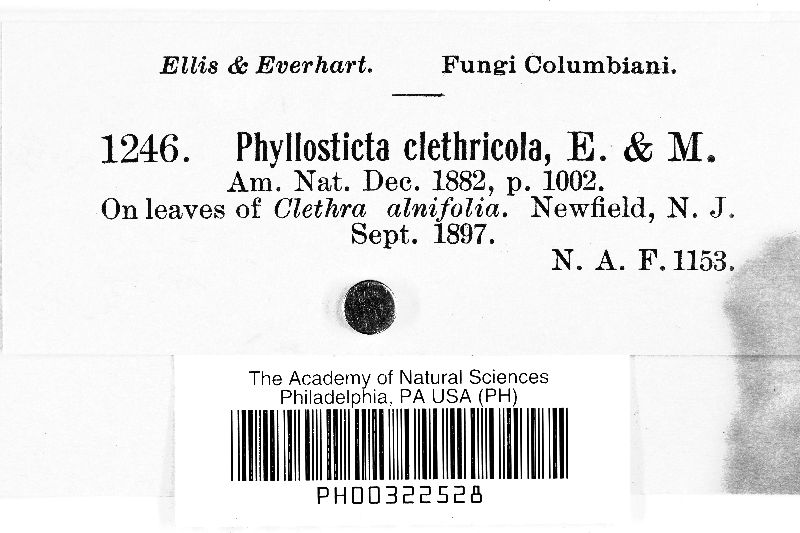 Ellis & Everhart. Fungi Columbiani.
1246. Phyllosticta clethricola, E. & M.
Am. Nat. Dec. 1882, p. 1002.
On leaves of Clethra alnifolia. Newfield, N. J.
Sept. 1897.
N. A. F. 1153.
The Academy of Natural Sciences
Philadelphia, PA USA (PH)
PH00322528